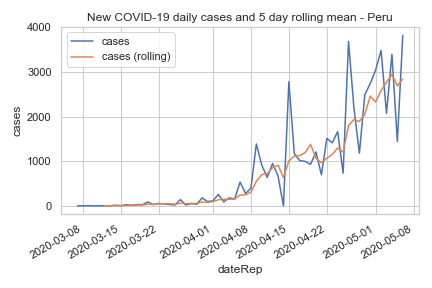 New COVID-19 daily cases and 5 day rolling mean - Peru
cases
cases (rolling)
4000
3000
2000
1000
0
cases
2020-03-08
2020-03-15
2020-03-22
2020-04-01
2020-04-08
2020-04-15
2020-04-22
2020-05-01
2020-05-08
dateRep